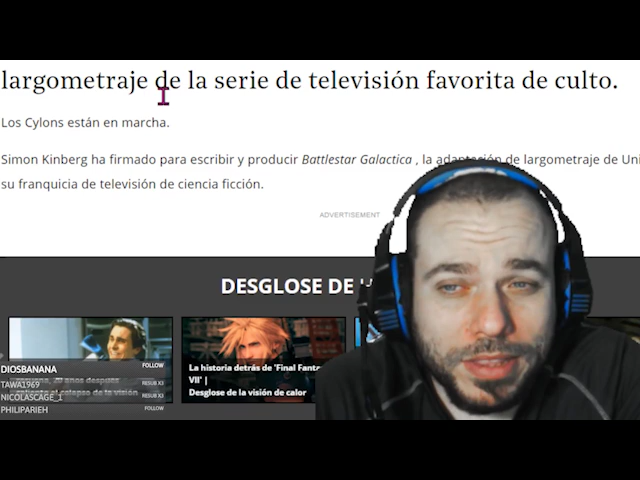 largometraje de la serie de televisión favorita de culto.
Los Cylons están en marcha.
Simon Kinberg ha firmado para escribir y producir Battlestar Galactica , la adaptación de largometraje de Uni
su franquicia de televisión de ciencia ficción.
ADVERTISEMENT
DESGLOSE DE
DIOSBANANA FOLLOW
TAWA1969 RESUB X3
NICOLASCAGE_1 RESUB X3
PHILIPARIEH FOLLOW
La historia detrás de 'Final Fanta
VII' |
Desglose de la visión de calor